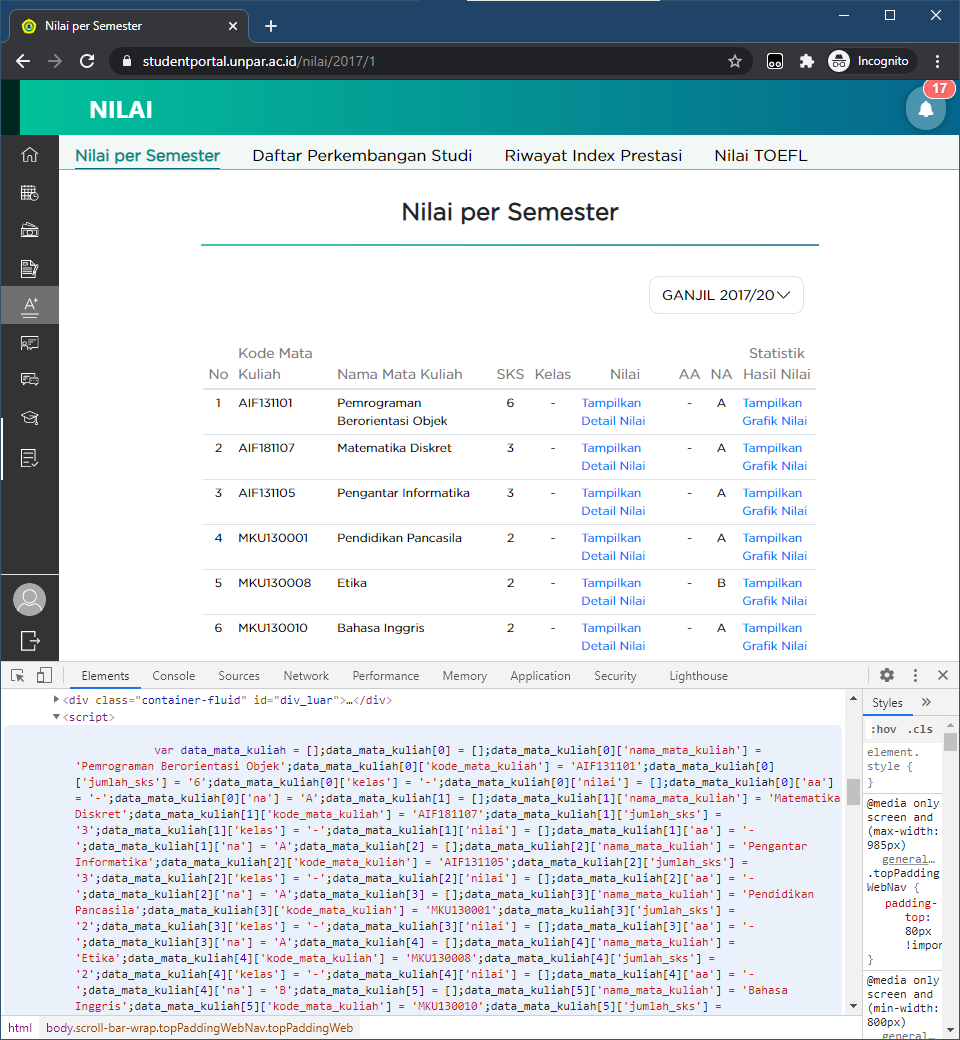 Nilai per Semester
studentportal.unpar.ac.id/nilai/2017/1
Incognito
NILAI
17
Nilai per Semester Daftar Perkembangan Studi Riwayat Index Prestasi Nilai TOEFL
Nilai per Semester
GANJIL 2017/20
Kode Mata Statistik
No Kuliah Nama Mata Kuliah SKS Kelas Nilai AA NA Hasil Nilai
1 AIF131101 Pemrograman 6 - Tampilkan - A Tampilkan
Berorientasi Objek Detail Nilai Grafik Nilai
2 AIF181107 Matematika Diskret 3 - Tampilkan - A Tampilkan
Detail Nilai Grafik Nilai
3 AIF131105 Pengantar Informatika 3 - Tampilkan - A Tampilkan
Detail Nilai Grafik Nilai
4 MKU130001 Pendidikan Pancasila 2 - Tampilkan - A Tampilkan
Detail Nilai Grafik Nilai
5 MKU130008 Etika 2 - Tampilkan - B Tampilkan
Detail Nilai Grafik Nilai
6 MKU130010 Bahasa Inggris 2 - Tampilkan - A Tampilkan
Detail Nilai Grafik Nilai
Elements Console Sources Network Performance Memory Application Security Lighthouse
<div class="container-fluid" id="div_luar">…</div>
<script>
var data_mata_kuliah = [];data_mata_kuliah[0] = [];data_mata_kuliah[0]['nama_mata_kuliah'] =
'Pemrograman Berorientasi Objek';data_mata_kuliah[0]['kode_mata_kuliah'] = 'AIF131101';data_mata_kuliah[0]
['jumlah_sks'] = '6';data_mata_kuliah[0]['kelas'] = '-';data_mata_kuliah[0]['nilai'] = [];data_mata_kuliah[0]['aa']
= '-';data_mata_kuliah[0]['na'] = 'A';data_mata_kuliah[1] = [];data_mata_kuliah[1]['nama_mata_kuliah'] = 'Matematika
Diskret';data_mata_kuliah[1]['kode_mata_kuliah'] = 'AIF181107';data_mata_kuliah[1]['jumlah_sks'] =
'3';data_mata_kuliah[1]['kelas'] = '-';data_mata_kuliah[1]['nilai'] = [];data_mata_kuliah[1]['aa'] = '-
';data_mata_kuliah[1]['na'] = 'A';data_mata_kuliah[2] = [];data_mata_kuliah[2]['nama_mata_kuliah'] = 'Pengantar
Informatika';data_mata_kuliah[2]['kode_mata_kuliah'] = 'AIF131105';data_mata_kuliah[2]['jumlah_sks'] =
'3';data_mata_kuliah[2]['kelas'] = '-';data_mata_kuliah[2]['nilai'] = [];data_mata_kuliah[2]['aa'] = '-
';data_mata_kuliah[2]['na'] = 'A';data_mata_kuliah[3] = [];data_mata_kuliah[3]['nama_mata_kuliah'] = 'Pendidikan
Pancasila';data_mata_kuliah[3]['kode_mata_kuliah'] = 'MKU130001';data_mata_kuliah[3]['jumlah_sks'] =
'2';data_mata_kuliah[3]['kelas'] = '-';data_mata_kuliah[3]['nilai'] = [];data_mata_kuliah[3]['aa'] = '-
';data_mata_kuliah[3]['na'] = 'A';data_mata_kuliah[4] = [];data_mata_kuliah[4]['nama_mata_kuliah'] =
'Etika';data_mata_kuliah[4]['kode_mata_kuliah'] = 'MKU130008';data_mata_kuliah[4]['jumlah_sks'] =
'2';data_mata_kuliah[4]['kelas'] = '-';data_mata_kuliah[4]['nilai'] = [];data_mata_kuliah[4]['aa'] = '-
';data_mata_kuliah[4]['na'] = 'B';data_mata_kuliah[5] = [];data_mata_kuliah[5]['nama_mata_kuliah'] = 'Bahasa
Inggris';data_mata_kuliah[5]['kode_mata_kuliah'] = 'MKU130010';data_mata_kuliah[5]['jumlah_sks'] =
html body.scroll-bar-wrap.topPaddingWebNav.topPaddingWeb
Styles
:hov .cls
element.
style {
}
@media only
screen and
(max-width:
985px)
general…
.topPadding
WebNav {
padding-
top:
80px
!impor
}
@media only
screen and
(min-width:
800px)
general…